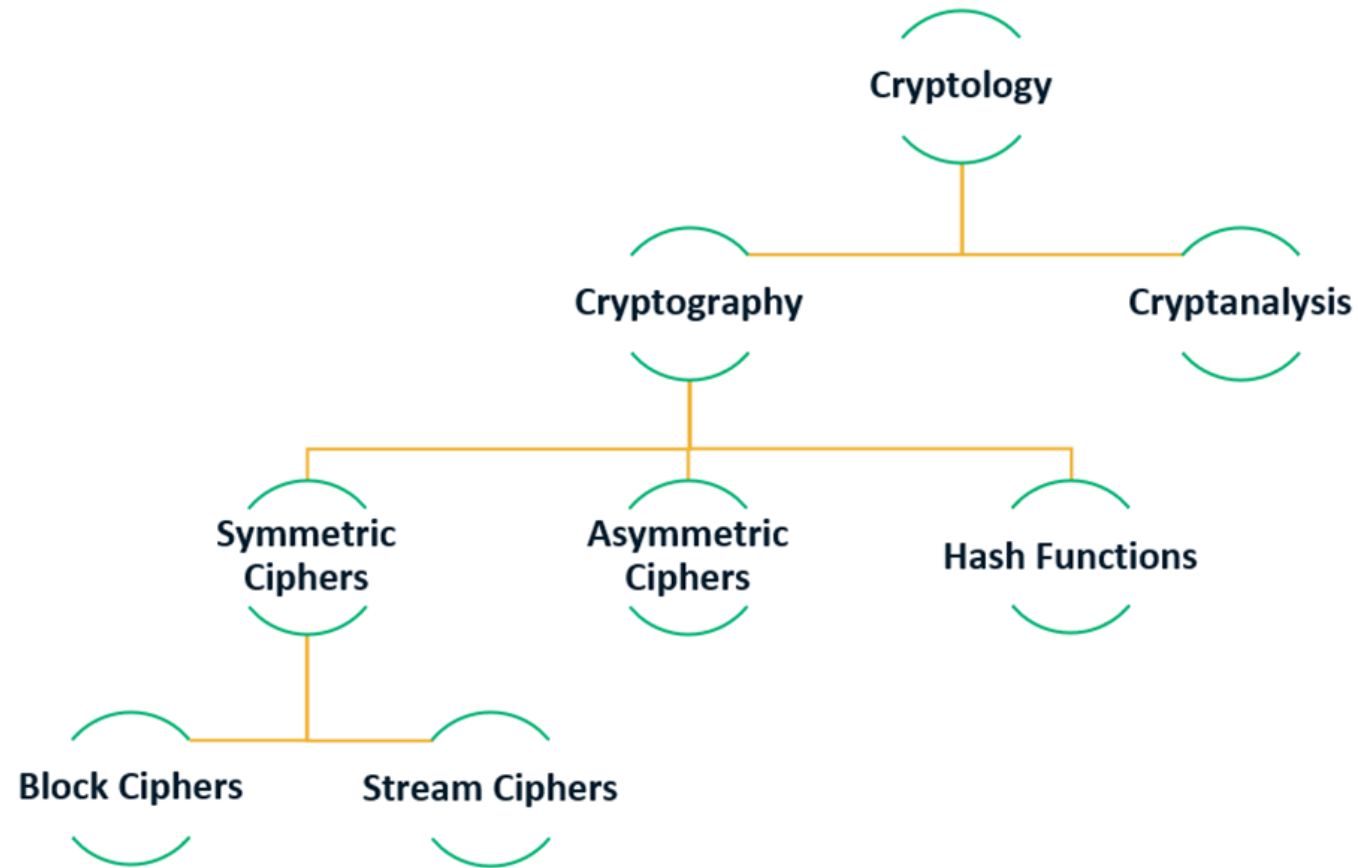 Cryptology
Cryptography
Cryptanalysis
Symmetric
Ciphers
Asymmetric
Ciphers
Hash Functions
Block Ciphers
Stream Ciphers